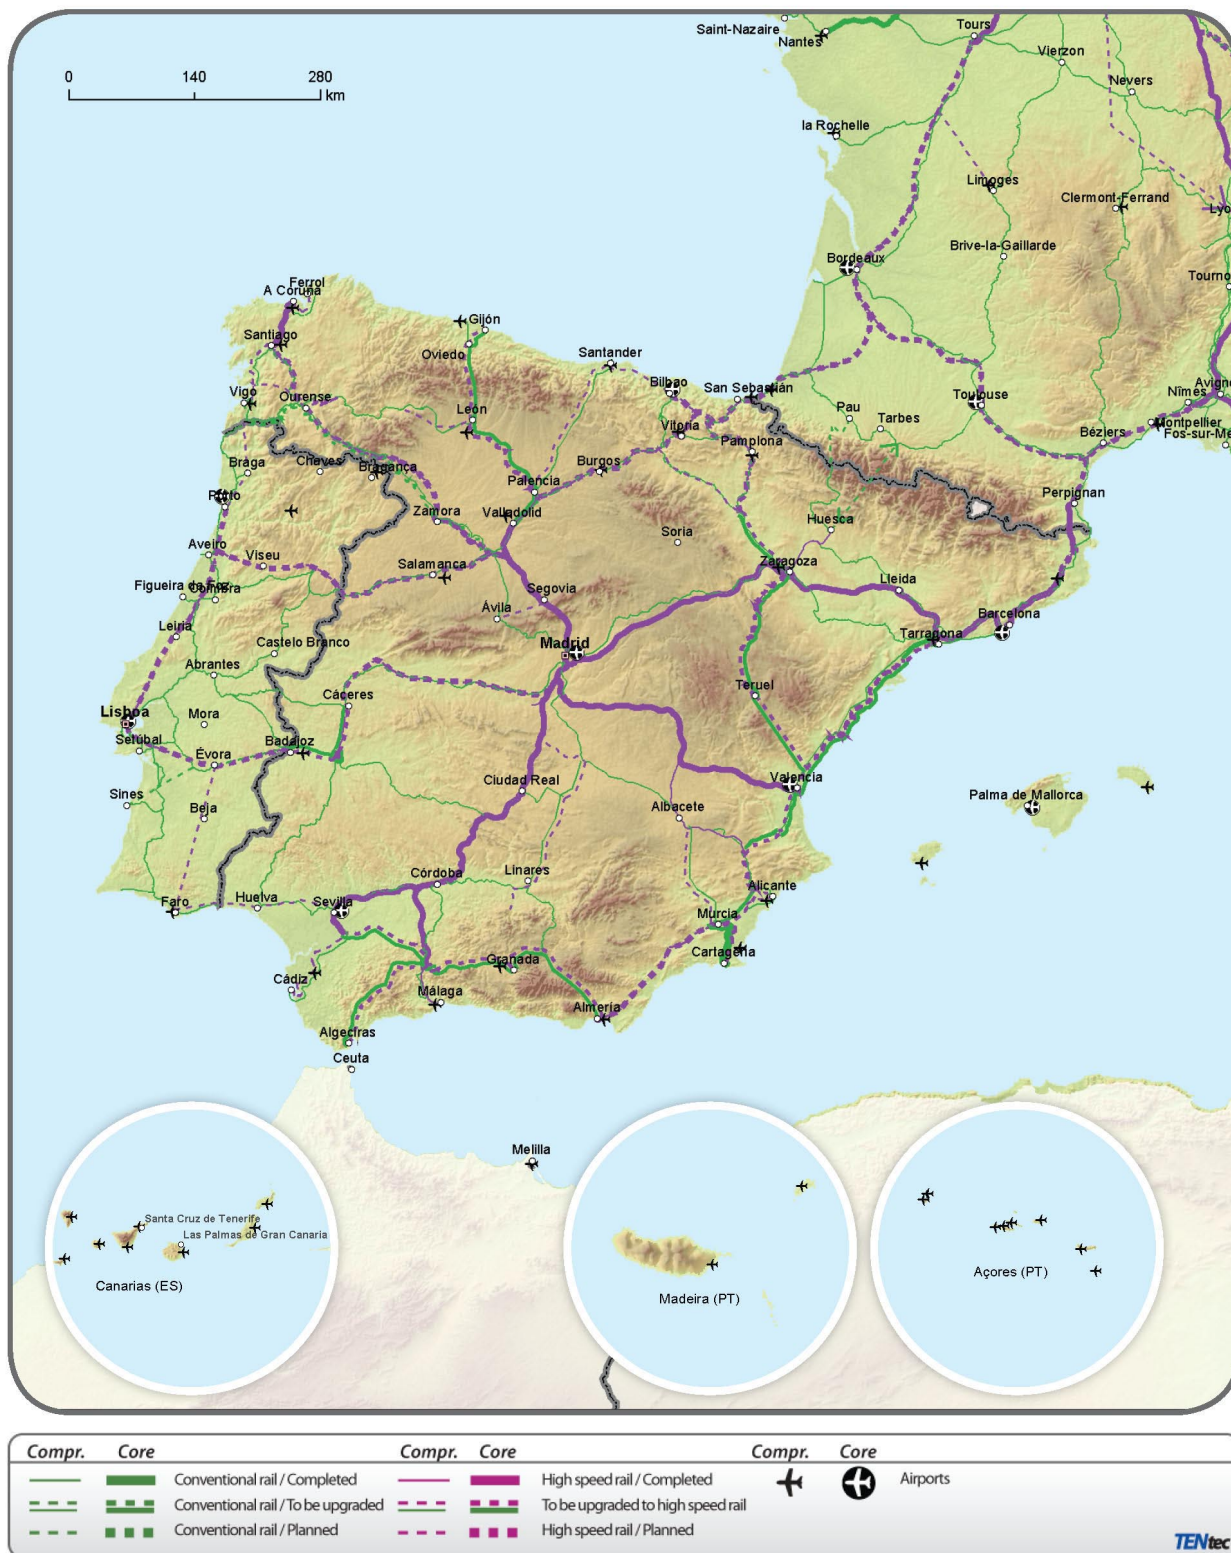 Saint-Nazaire
Nantes
Tours
Vierzon
Nevers
0 140 280
km
la Rochelle
Limoges
Clermont-Ferrand
Brive-la-Gaillarde
Bordeaux
Ferrol
A Coruña
Santiago
Gijón
Oviedo
Santander
Bilbao
San Sebastián
Toulouse
Nîmes
Vigo
Ourense
León
Vitoria
Pau
Tarbes
Montpellier
Béziers
Pamplona
Braga
Chaves
Bragança
Burgos
Palencia
Perpignan
Porto
Zamora
Valladolid
Soria
Huesca
Aveiro
Viseu
Salamanca
Zaragoza
Lleida
Figueira da Foz
Coimbra
Segovia
Ávila
Barcelona
Leiria
Castelo Branco
Madrid
Tarragona
Abrantes
Cáceres
Teruel
Lisboa
Mora
Setúbal
Évora
Badajoz
Ciudad Real
Valencia
Sines
Beja
Albacete
Palma de Mallorca
Córdoba
Linares
Alicante
Faro
Huelva
Sevilla
Murcia
Granada
Cartagena
Cádiz
Málaga
Almería
Algeciras
Ceuta
Melilla
Santa Cruz de Tenerife
Las Palmas de Gran Canaria
Canarias (ES)
Madeira (PT)
Açores (PT)
Compr. Core Compr. Core Compr. Core
Conventional rail / Completed High speed rail / Completed Airports
Conventional rail / To be upgraded To be upgraded to high speed rail
Conventional rail / Planned High speed rail / Planned
TENtec